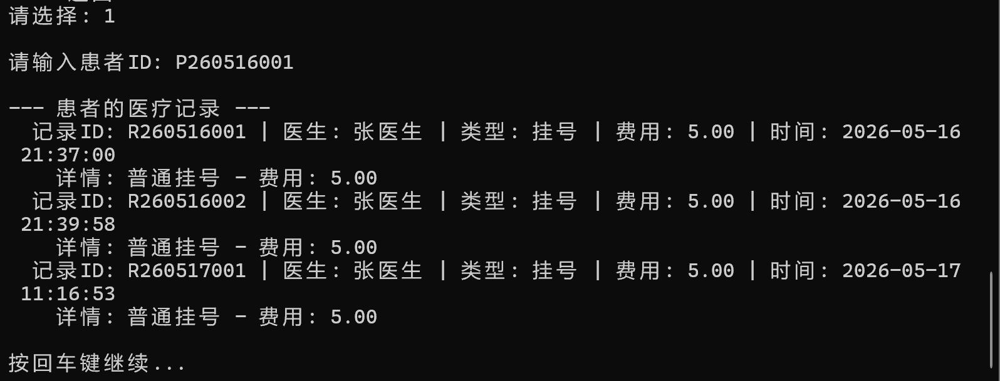 请选择: 1
请输入患者ID: P260516001
--- 患者的医疗记录 ---
记录ID: R260516001 | 医生: 张医生 | 类型: 挂号 | 费用: 5.00 | 时间: 2026-05-16
21:37:00
详情: 普通挂号 - 费用: 5.00
记录ID: R260516002 | 医生: 张医生 | 类型: 挂号 | 费用: 5.00 | 时间: 2026-05-16
21:39:58
详情: 普通挂号 - 费用: 5.00
记录ID: R260517001 | 医生: 张医生 | 类型: 挂号 | 费用: 5.00 | 时间: 2026-05-17
11:16:53
详情: 普通挂号 - 费用: 5.00
按回车键继续...